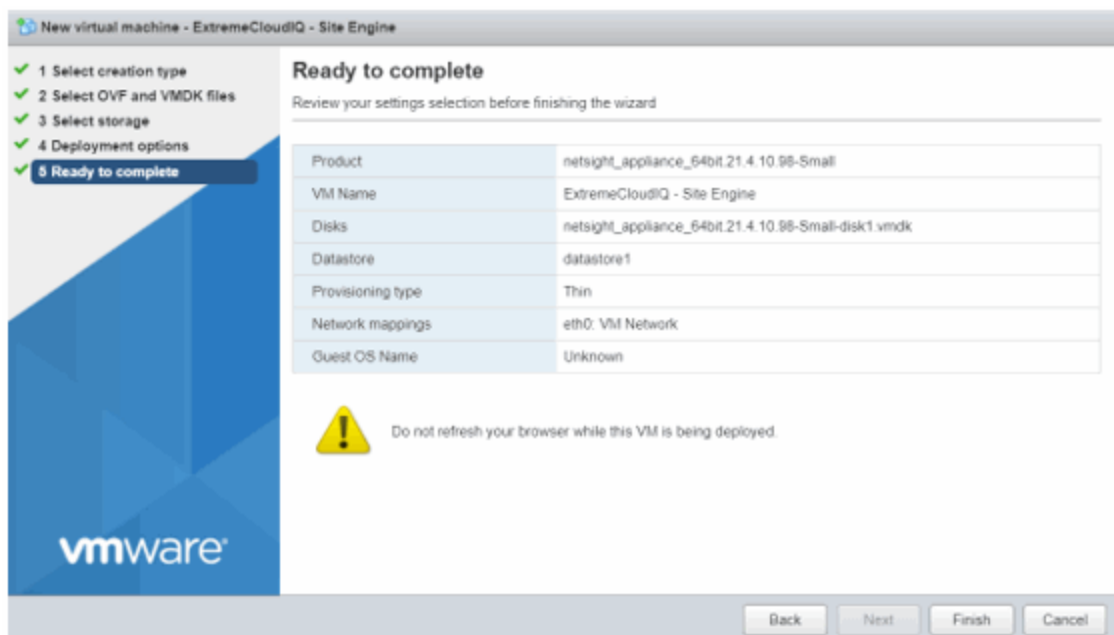 New virtual machine - ExtremeCloudIQ - Site Engine
1 Select creation type
2 Select OVF and VMDK files
3 Select storage
4 Deployment options
5 Ready to complete
Ready to complete
Review your settings selection before finishing the wizard
Product netsight_appliance_64bit.21.4.10.98-Small
VM Name ExtremeCloudIQ - Site Engine
Disks netsight_appliance_64bit.21.4.10.98-Small-disk1.vmdk
Datastore datastore1
Provisioning type Thin
Network mappings eth0: VM Network
Guest OS Name Unknown
Do not refresh your browser while this VM is being deployed.
vmware
Back Next Finish Cancel